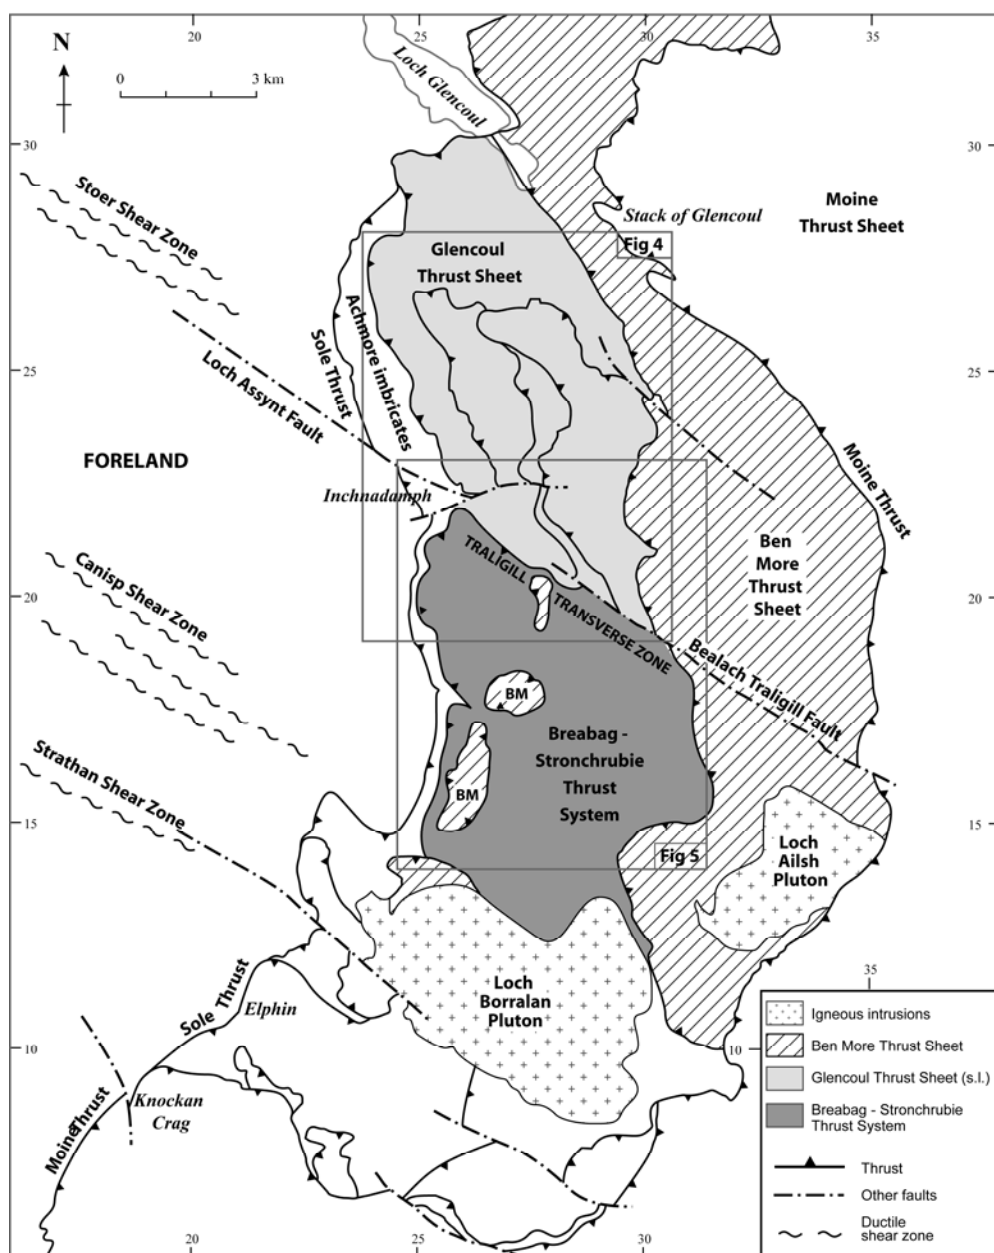 20
25
30
35
N
0
3 km
Loch Glencoul
30
30
Stoer Shear Zone
Stack of Glencoul
Moine
Thrust Sheet
Fig 4
Glencoul
Thrust Sheet
Achmore imbricates
Sole Thrust
Loch Assynt Fault
25
25
FORELAND
Inchnadamph
Moine Thrust
TRALIGILL
TRANSVERSE ZONE
Ben
More
Thrust
Sheet
Canisp Shear Zone
20
20
Bealach Traligill Fault
BM
BM
Breabag -
Stronchrubie
Thrust
System
Strathan Shear Zone
15
15
Fig 5
Loch
Ailsh
Pluton
Loch
Borralan
Pluton
35
Sole Thrust
Elphin
10
10
Moine Thrust
Knockan
Crag
20
25
30
Igneous intrusions
Ben More Thrust Sheet
Glencoul Thrust Sheet (s.l.)
Breabag - Stronchrubie
Thrust System
Thrust
Other faults
Ductile
shear zone